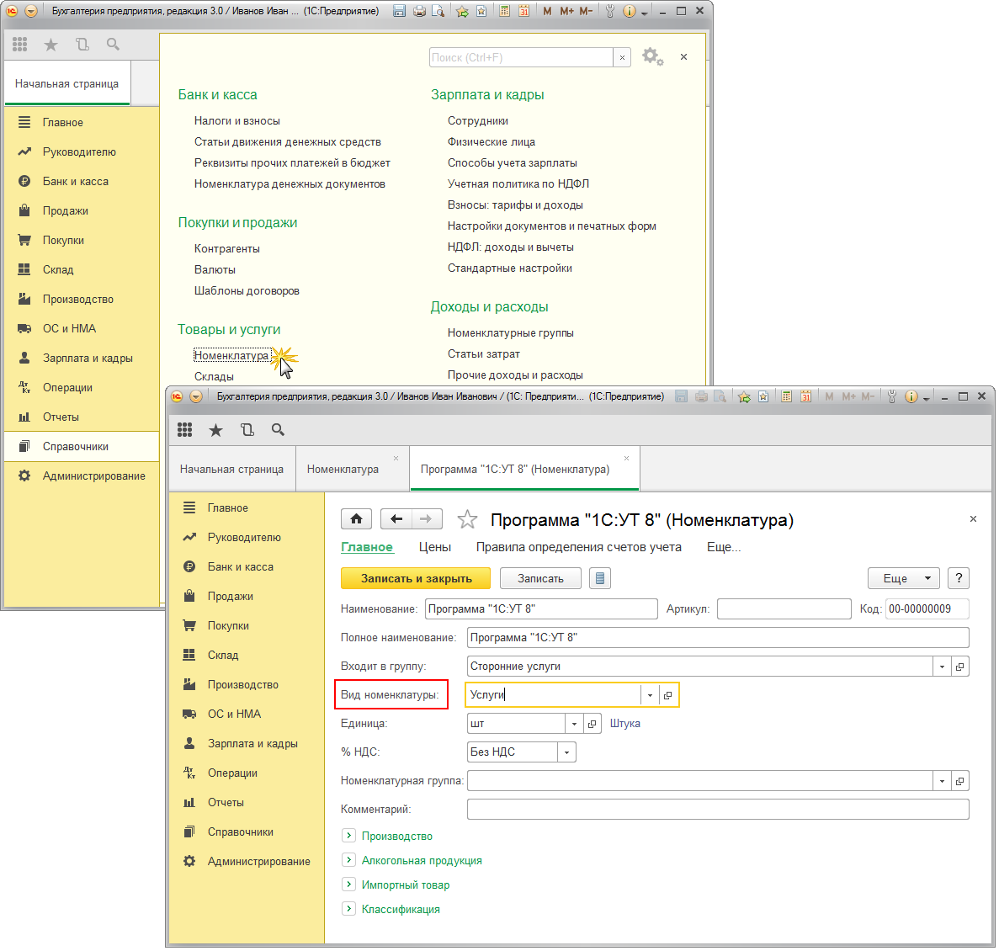 Бухгалтерия предприятия, редакция 3.0 / Иванов Иван ... (1С:Предприятие)
M M+ M-
Поиск (Ctrl+F)
Начальная страница
Главное
Руководителю
Банк и касса
Продажи
Покупки
Склад
Производство
ОС и НМА
Зарплата и кадры
Операции
Отчеты
Справочники
Администрирование
Банк и касса
Налоги и взносы
Статьи движения денежных средств
Реквизиты прочих платежей в бюджет
Номенклатура денежных документов
Покупки и продажи
Контрагенты
Валюты
Шаблоны договоров
Товары и услуги
Номенклатура
Склады
Зарплата и кадры
Сотрудники
Физические лица
Способы учета зарплаты
Учетная политика по НДФЛ
Взносы: тарифы и доходы
Настройки документов и печатных форм
НДФЛ: доходы и вычеты
Стандартные настройки
Доходы и расходы
Номенклатурные группы
Статьи затрат
Прочие доходы и расходы
Бухгалтерия предприятия, редакция 3.0 / Иванов Иван Иванович / (1С: Предприяти... (1С:Предприятие)
M M+ M-
Начальная страница
Номенклатура
Программа "1С:УТ 8" (Номенклатура)
Главное
Руководителю
Банк и касса
Продажи
Покупки
Склад
Производство
ОС и НМА
Зарплата и кадры
Операции
Отчеты
Справочники
Администрирование
Программа "1С:УТ 8" (Номенклатура)
Главное Цены Правила определения счетов учета Еще...
Записать и закрыть Записать Еще ?
Наименование: Программа "1С:УТ 8" Артикул: Код: 00-00000009
Полное наименование: Программа "1С:УТ 8"
Входит в группу: Сторонние услуги
Вид номенклатуры: Услуги
Единица: шт Штука
% НДС: Без НДС
Номенклатурная группа:
Комментарий:
Производство
Алкогольная продукция
Импортный товар
Классификация